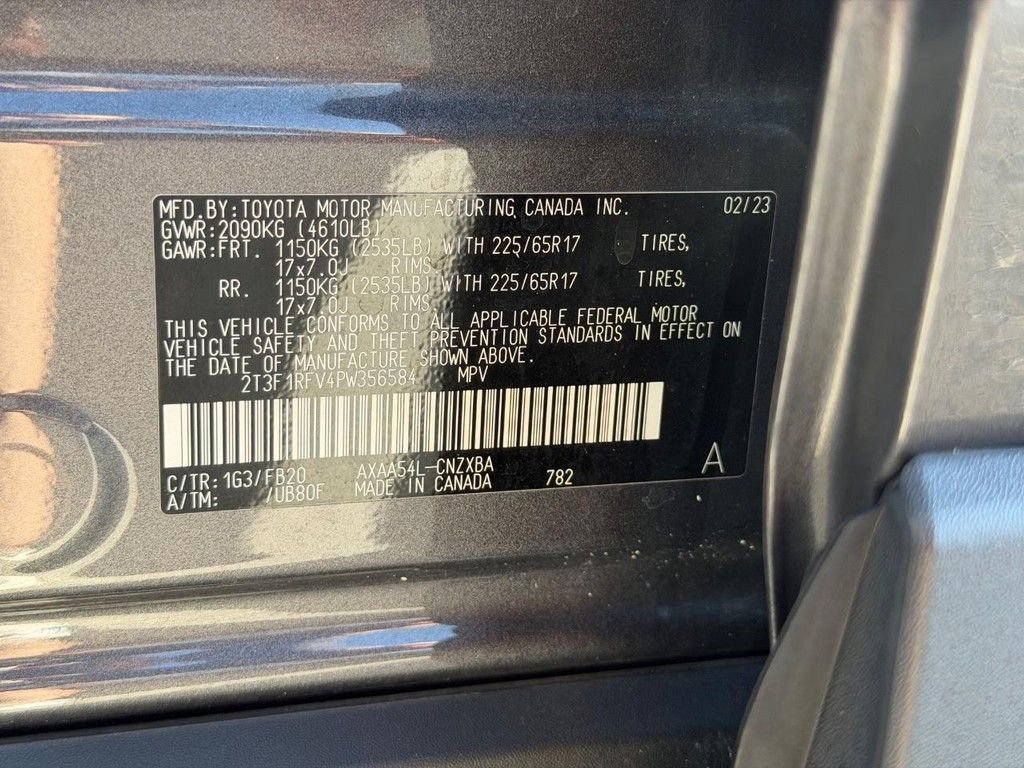 MFD.BY:TOYOTA MOTOR MANUFACTURING CANADA INC. 02/23
GVWR:2090KG (4610LB)
GAWR:FRT. 1150KG (2535LB) WITH 225/65R17 TIRES,
17x7.0J RIMS
RR. 1150KG (2535LB) WITH 225/65R17 TIRES,
17x7.0J RIMS
THIS VEHICLE CONFORMS TO ALL APPLICABLE FEDERAL MOTOR
VEHICLE SAFETY AND THEFT PREVENTION STANDARDS IN EFFECT ON
THE DATE OF MANUFACTURE SHOWN ABOVE.
2T3F1RFV4PW356584 MPV
C/TR: 1G3/FB20 AXAA54L-CNZXBA A
A/TM: /UB80F MADE IN CANADA 782